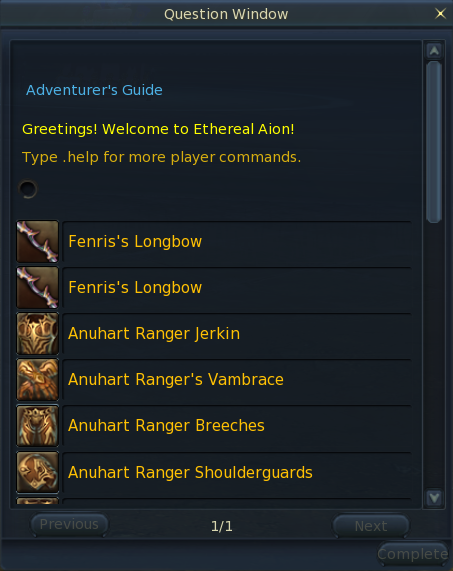 Question Window
Adventurer's Guide
Greetings! Welcome to Ethereal Aion!
Type .help for more player commands.
Fenris's Longbow
Fenris's Longbow
Anuhart Ranger Jerkin
Anuhart Ranger's Vambrace
Anuhart Ranger Breeches
Anuhart Ranger Shoulderguards
Previous
1/1
Next
Complete